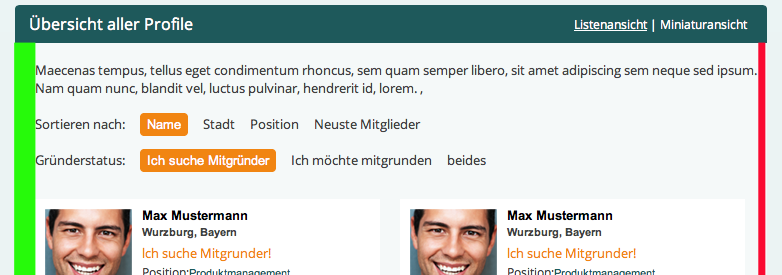 Übersicht aller Profile
Listenansicht | Miniaturansicht
Maecenas tempus, tellus eget condimentum rhoncus, sem quam semper libero, sit amet adipiscing sem neque sed ipsum.
Nam quam nunc, blandit vel, luctus pulvinar, hendrerit id, lorem. ,
Sortieren nach: Name Stadt Position Neuste Mitglieder
Gründerstatus: Ich suche Mitgründer Ich möchte mitgrunden beides
Max Mustermann
Wurzburg, Bayern
Ich suche Mitgrunder!
Position:Produktmanagement
Max Mustermann
Wurzburg, Bayern
Ich suche Mitgrunder!
Position:Produktmanagement